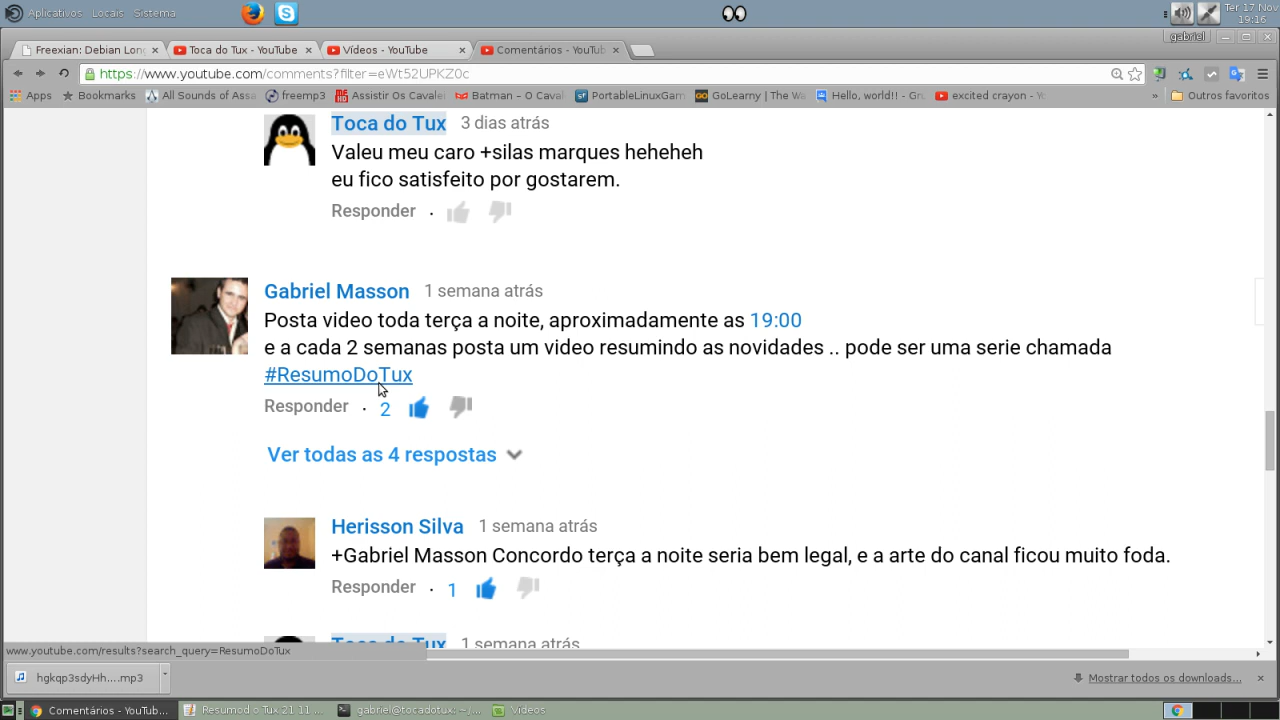 Aplicativos Locais Sistema
Ter 17 Nov
19:16
gabriel
Freexian: Debian Long
Toca do Tux - YouTube
Vídeos - YouTube
Comentários - YouTub
https://www.youtube.com/comments?filter=eWt52UPKZ0c
Apps Bookmarks All Sounds of Assa freemp3 Assistir Os Cavale Batman – O Caval PortableLinuxGam GoLearny | The Wa Hello, world!! - Gru excited crayon - Yo » Outros favoritos
Toca do Tux 3 dias atrás
Valeu meu caro +silas marques heheheh
eu fico satisfeito por gostarem.
Responder ·
Gabriel Masson 1 semana atrás
Posta video toda terça a noite, aproximadamente as 19:00
e a cada 2 semanas posta um video resumindo as novidades .. pode ser uma serie chamada
#ResumoDoTux
Responder · 2
Ver todas as 4 respostas
Herisson Silva 1 semana atrás
+Gabriel Masson Concordo terça a noite seria bem legal, e a arte do canal ficou muito foda.
Responder · 1
Toca do Tux 1 semana atrás
www.youtube.com/results?search_query=ResumoDoTux
hgkqp3sdyHh....mp3
Mostrar todos os downloads...
Comentários - YouTub...
Resumod o Tux 21 11 ...
gabriel@tocadotux: ~ ...
Vídeos